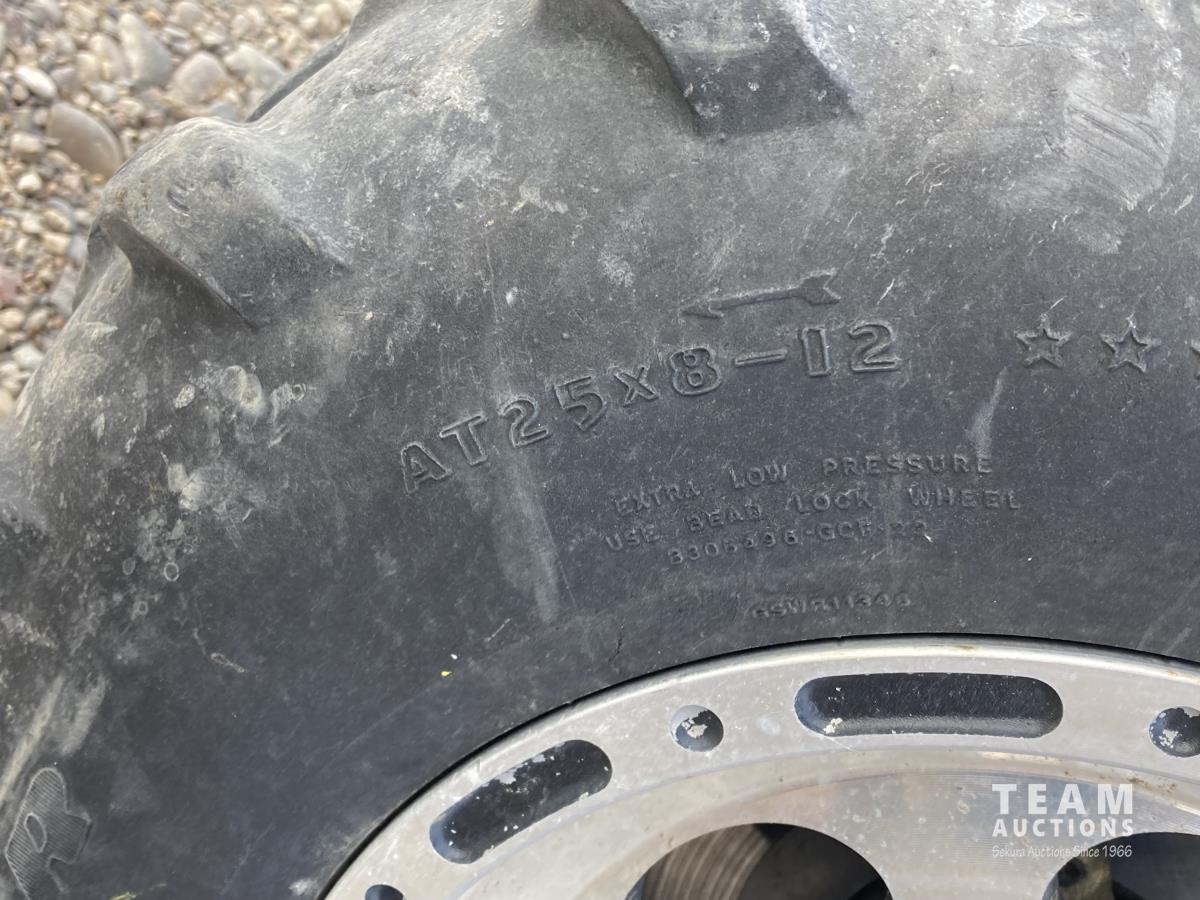 AT25x8-12
EXTRA LOW PRESSURE
USE BEAD LOCK WHEEL
R
TEAM
AUCTIONS
Sekura Auctions Since 1966